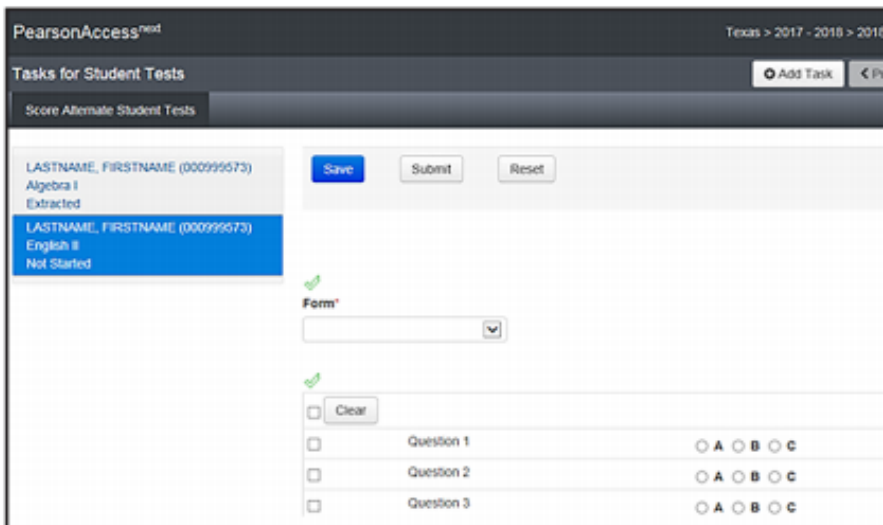 PearsonAccessnext
Texas > 2017 - 2018 > 2018
Tasks for Student Tests
Add Task
Score Alternate Student Tests
LASTNAME, FIRSTNAME (000999573)
Algebra I
Extracted
LASTNAME, FIRSTNAME (000999573)
English II
Not Started
Save Submit Reset
Form*
Clear
Question 1 A B C
Question 2 A B C
Question 3 A B C